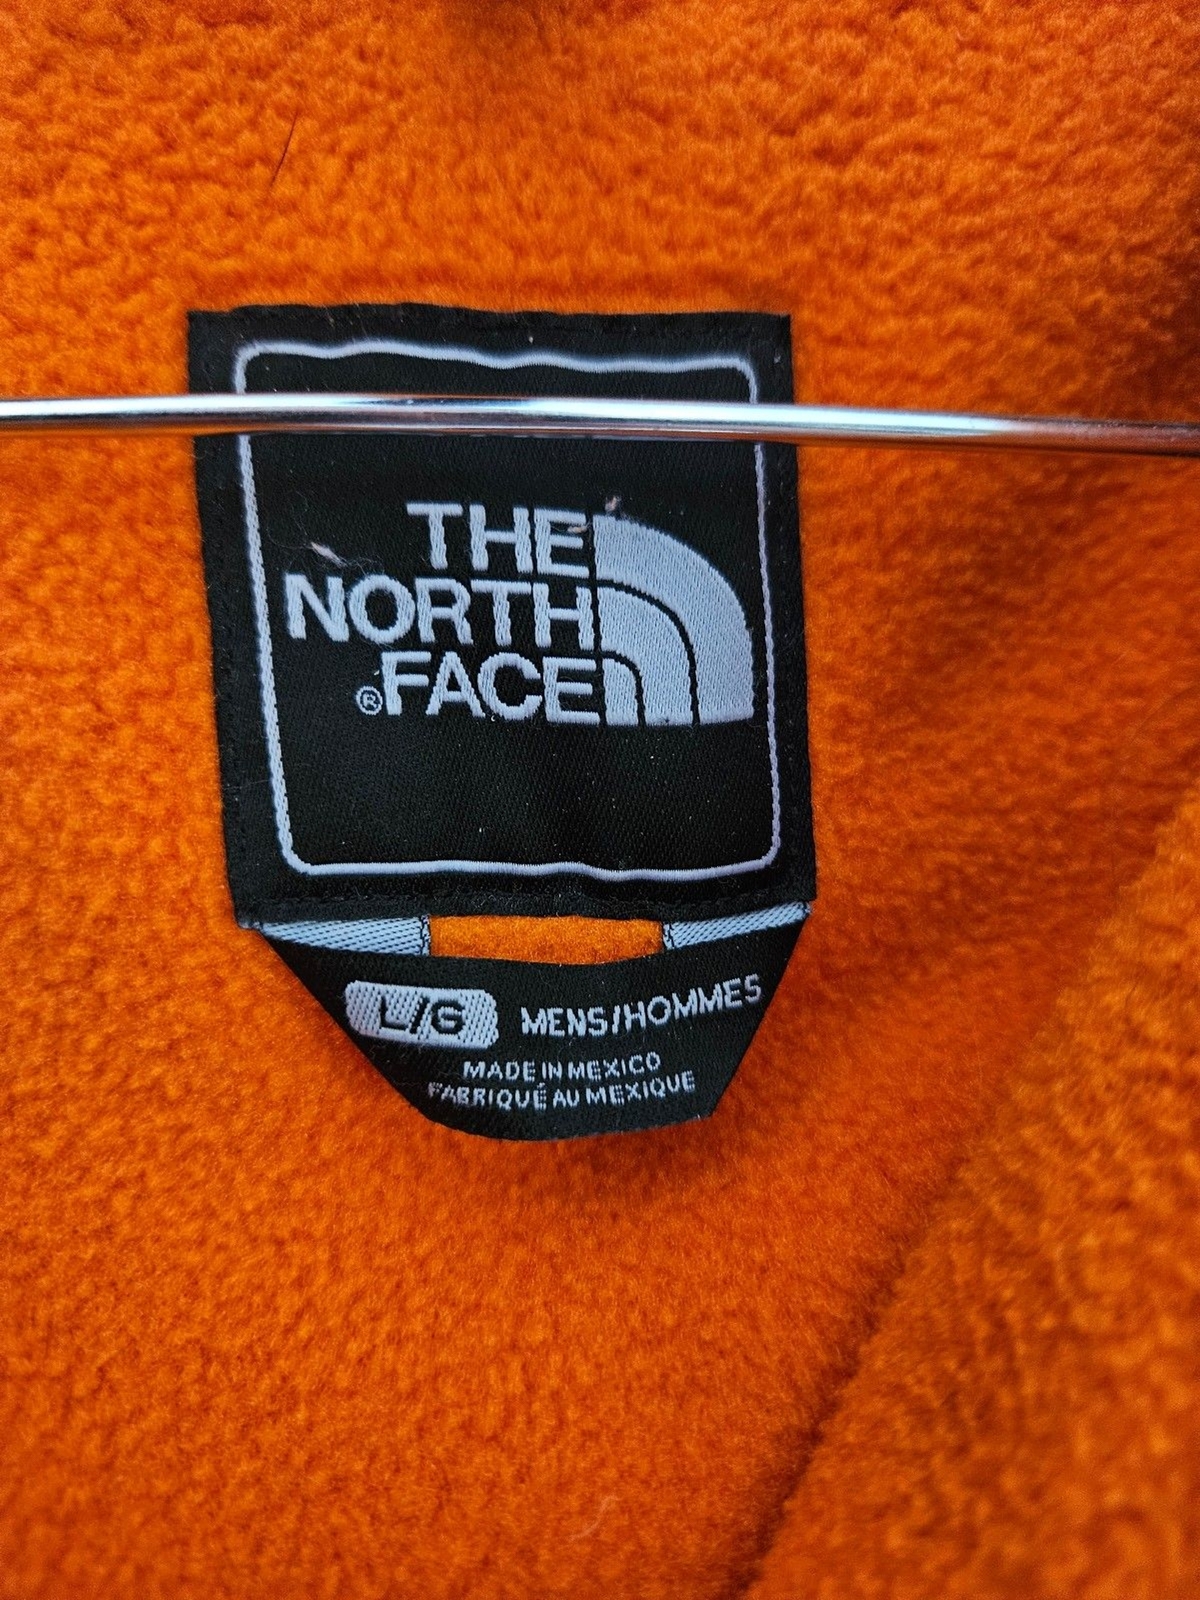 THE
NORTH
®FACE
L/G MENS/HOMMES
MADE IN MEXICO
FABRIQUÉ AU MEXIQUE